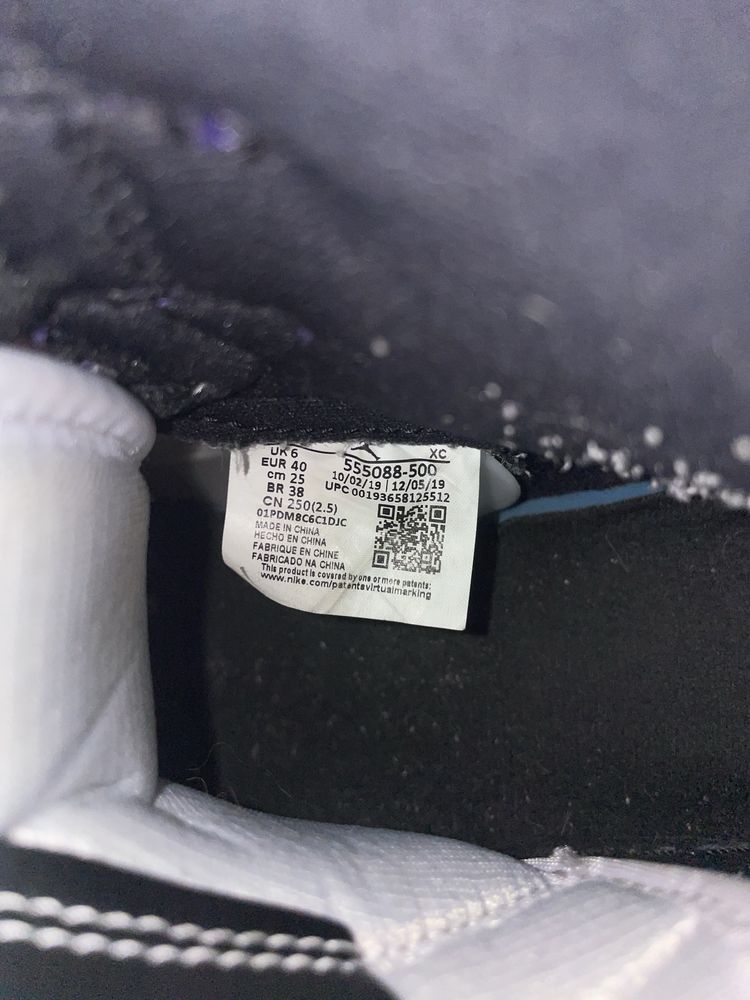 UK 6 XC
EUR 40 555088-500
cm 25 10/02/19 | 12/05/19
BR 38 UPC 00193658125512
CN 250(2.5)
01PDM8C6C1DJC
MADE IN CHINA
HECHO EN CHINA
FABRIQUE EN CHINE
FABRICADO NA CHINA
This product is covered by one or more patents:
www.nike.com/patentsvirtualmarking